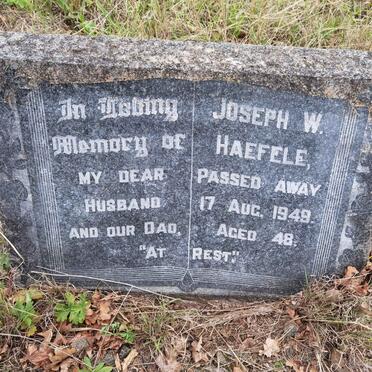 In Loving
Memory of
MY DEAR
HUSBAND
AND OUR DAD,
JOSEPH W.
HAEFELE,
PASSED AWAY
17 AUG. 1949.
AGED 48.
"AT REST."